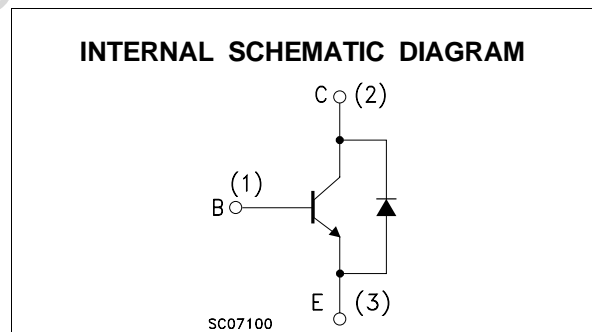 INTERNAL SCHEMATIC DIAGRAM
C (2)
(1)
B
E (3)
SC07100